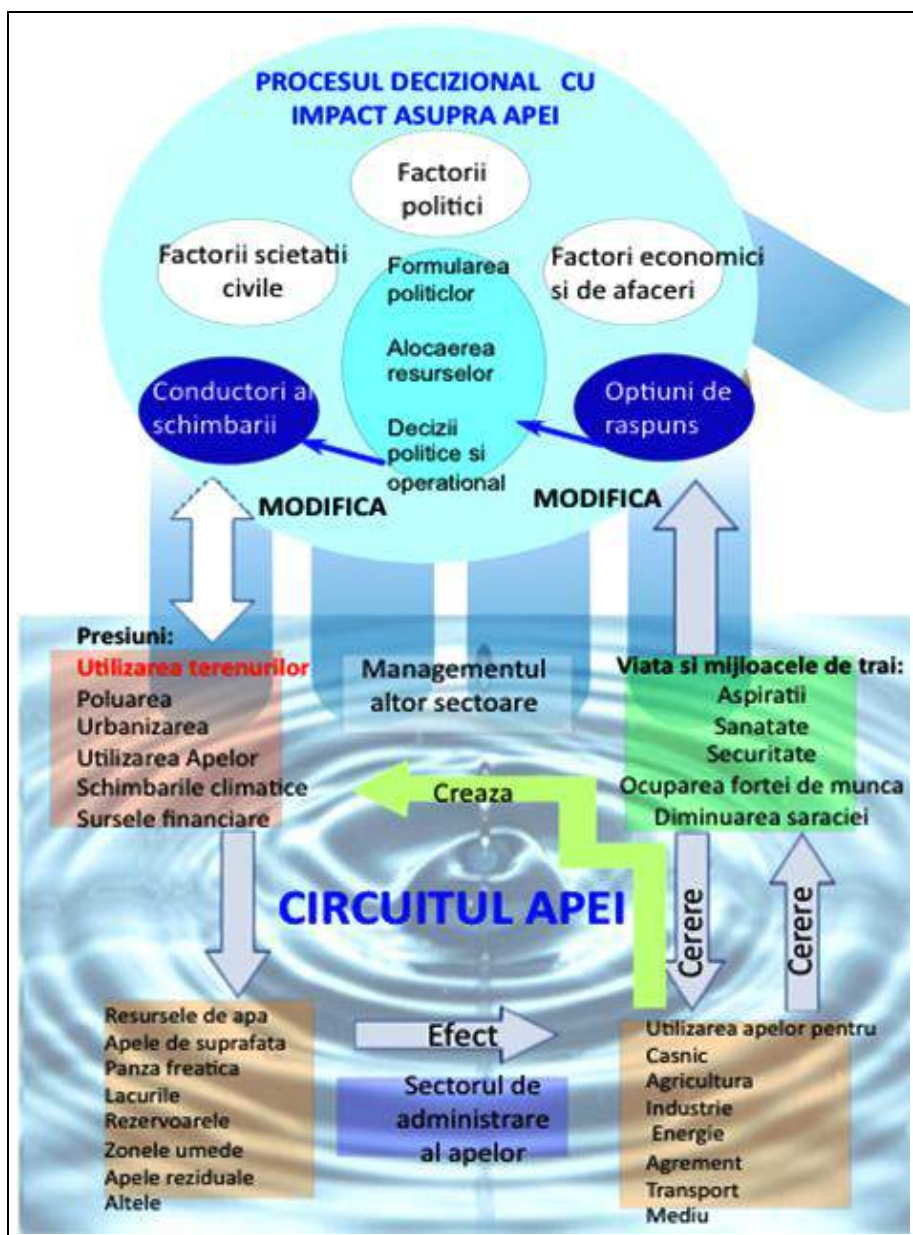 PROCESUL DECIZIONAL CU
IMPACT ASUPRA APEI
Factorii
politici
Factorii scietatii
civile
Formularea
politiclor
Factori economici
si de afaceri
Alocaerea
resurselor
Conductori al
schimbarii
Optiuni de
raspuns
Decizii
politice si
operational
MODIFICA
MODIFICA
Presiuni:
Utilizarea terenurilor
Poluarea
Urbanizarea
Utilizarea Apelor
Schimbarile climatice
Sursele financiare
Managementul
altor sectoare
Viata si mijloacele de trai:
Aspiratii
Sanatate
Securitate
Ocuparea fortei de munca
Diminuarea saraciei
Creaza
CIRCUITUL APEI
Cerere
Cerere
Resursele de apa
Apele de suprafata
Panza freatica
Lacurile
Rezervoarele
Zonele umede
Apele reziduale
Altele
Efect
Sectorul de
administrare
al apelor
Utilizarea apelor pentru
Casnic
Agricultura
Industrie
Energie
Agrement
Transport
Mediu